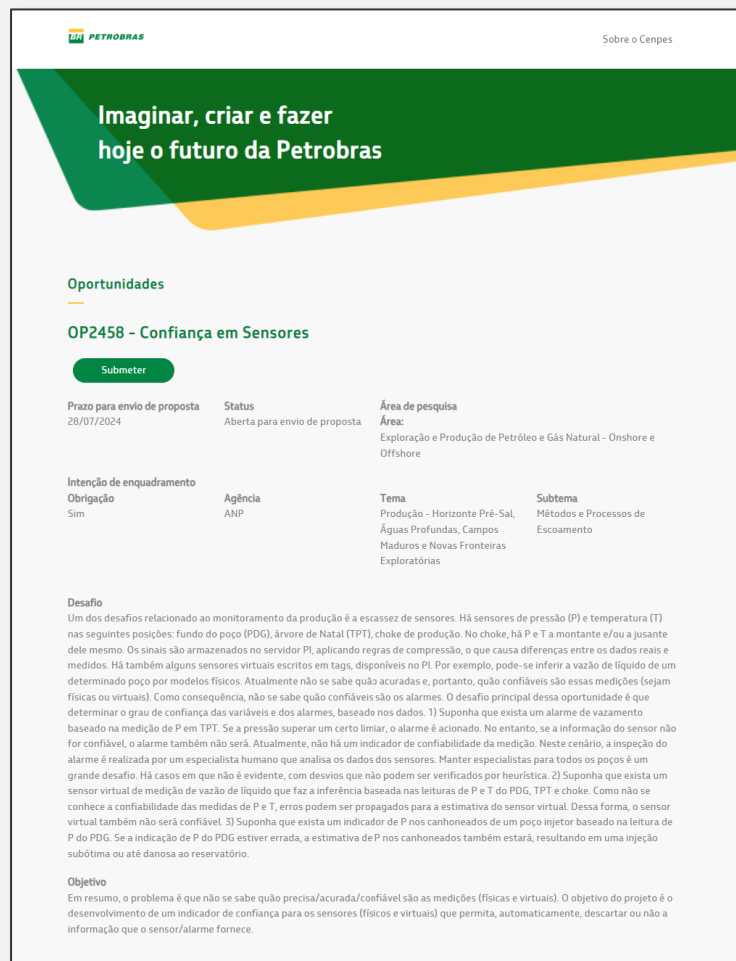 BR PETROBRAS
Sobre o Cenpes
Imaginar, criar e fazer
hoje o futuro da Petrobras
Oportunidades
OP2458 - Confiança em Sensores
Submeter
Prazo para envio de proposta
28/07/2024
Status
Aberta para envio de proposta
Área de pesquisa
Área:
Exploração e Produção de Petróleo e Gás Natural - Onshore e
Offshore
Intenção de enquadramento
Obrigação
Sim
Agência
ANP
Tema
Produção - Horizonte Pré-Sal,
Águas Profundas, Campos
Maduros e Novas Fronteiras
Exploratórias
Subtema
Métodos e Processos de
Escoamento
Desafio
Um dos desafios relacionado ao monitoramento da produção é a escassez de sensores. Há sensores de pressão (P) e temperatura (T)
nas seguintes posições: fundo do poço (PDG), árvore de Natal (TPT), choke de produção. No choke, há P e T a montante e/ou a jusante
dele mesmo. Os sinais são armazenados no servidor PI, aplicando regras de compressão, o que causa diferenças entre os dados reais e
medidos. Há também alguns sensores virtuais escritos em tags, disponíveis no PI. Por exemplo, pode-se inferir a vazão de líquido de um
determinado poço por modelos físicos. Atualmente não se sabe quão acuradas e, portanto, quão confiáveis são essas medições (sejam
físicas ou virtuais). Como consequência, não se sabe quão confiáveis são os alarmes. O desafio principal dessa oportunidade é que
determinar o grau de confiança das variáveis e dos alarmes, baseado nos dados. 1) Suponha que exista um alarme de vazamento
baseado na medição de P em TPT. Se a pressão superar um certo limiar, o alarme é acionado. No entanto, se a informação do sensor não
for confiável, o alarme também não será. Atualmente, não há um indicador de confiabilidade da medição. Neste cenário, a inspeção do
alarme é realizada por um especialista humano que analisa os dados dos sensores. Manter especialistas para todos os poços é um
grande desafio. Há casos em que não é evidente, com desvios que não podem ser verificados por heurística. 2) Suponha que exista um
sensor virtual de medição de vazão de líquido que faz a inferência baseada nas leituras de P e T do PDG, TPT e choke. Como não se
conhece a confiabilidade das medidas de P e T, erros podem ser propagados para a estimativa do sensor virtual. Dessa forma, o sensor
virtual também não será confiável. 3) Suponha que exista um indicador de P nos canhoneados de um poço injetor baseado na leitura de
P do PDG. Se a indicação de P do PDG estiver errada, a estimativa de P nos canhoneados também estará, resultando em uma injeção
subótima ou até danosa ao reservatório.
Objetivo
Em resumo, o problema é que não se sabe quão precisa/acurada/confiável são as medições (físicas e virtuais). O objetivo do projeto é o
desenvolvimento de um indicador de confiança para os sensores (físicos e virtuais) que permita, automaticamente, descartar ou não a
informação que o sensor/alarme fornece.